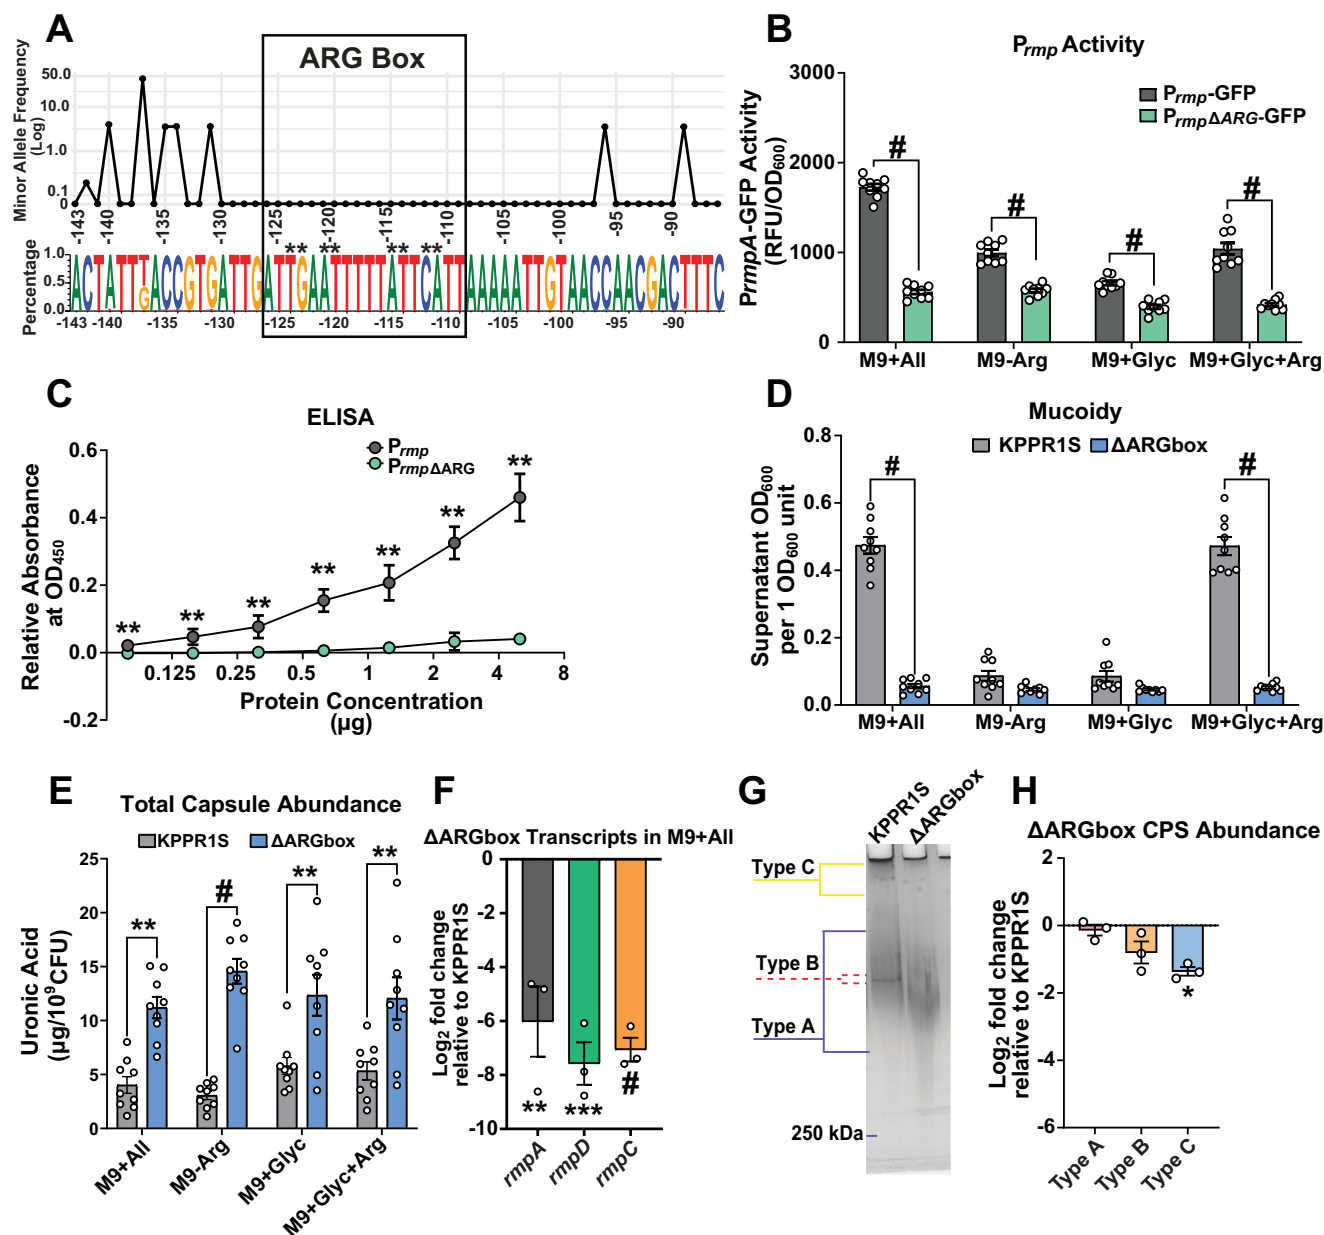 A
ARG Box
Minor Allele Frequency
(Log)
50.0
10.0
1.0
0.1
0
-143
-140
-135
-130
-125
-120
-115
-110
-105
-100
-95
-90
** ** ** **
Percentage
1.0
0.5
0.0
ACTATTTACCGTGATTGATTTGAATTTTTATTCATTAAAAATTGTAACCAACGACTTTC
G
-143 -140 -135 -130 -125 -120 -115 -110 -105 -100 -95 -90
B
Prmp Activity
PrmpA-GFP Activity
(RFU/OD600)
3000
2000
1000
0
Prmp-GFP
PrmpΔARG-GFP
# # # #
M9+All M9-Arg M9+Glyc M9+Glyc+Arg
C
ELISA
Relative Absorbance
at OD450
0.6
0.4
0.2
0.0
-0.2
Prmp
PrmpΔARG
** ** ** ** ** ** **
0.125 0.25 0.5 1 2 4 8
Protein Concentration
(µg)
D
Mucoidy
KPPR1S ΔARGbox
Supernatant OD600
per 1 OD600 unit
0.8
0.6
0.4
0.2
0.0
# #
M9+All M9-Arg M9+Glyc M9+Glyc+Arg
E
Total Capsule Abundance
KPPR1S ΔARGbox
Uronic Acid
(µg/10⁹CFU)
25
20
15
10
5
0
** # ** **
M9+All
M9-Arg
M9+Glyc
M9+Glyc+Arg
F
ΔARGbox Transcripts in M9+All
Log2 fold change
relative to KPPR1S
0
-2
-4
-6
-8
-10
** *** #
rmpA
rmpD
rmpC
G
KPPR1S
ΔARGbox
Type C
Type B
Type A
250 kDa
H
ΔARGbox CPS Abundance
Log2 fold change
relative to KPPR1S
2
0
-2
-4
-6
*
Type A
Type B
Type C